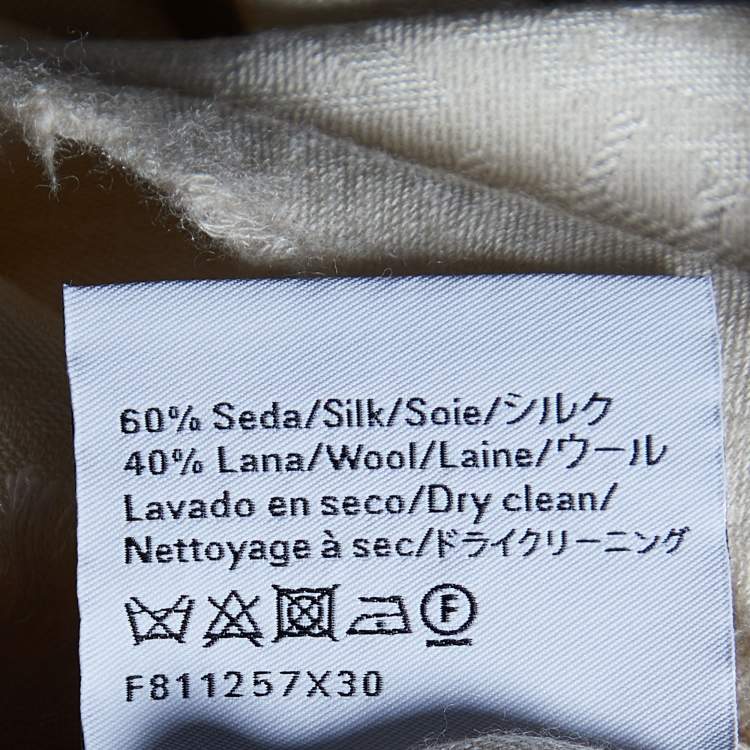 60% Seda/Silk/Soie/シルク
40% Lana/Wool/Laine/ウール
Lavado en seco/Dry clean/
Nettoyage à sec/ドライクリーニング
F
F811257X30